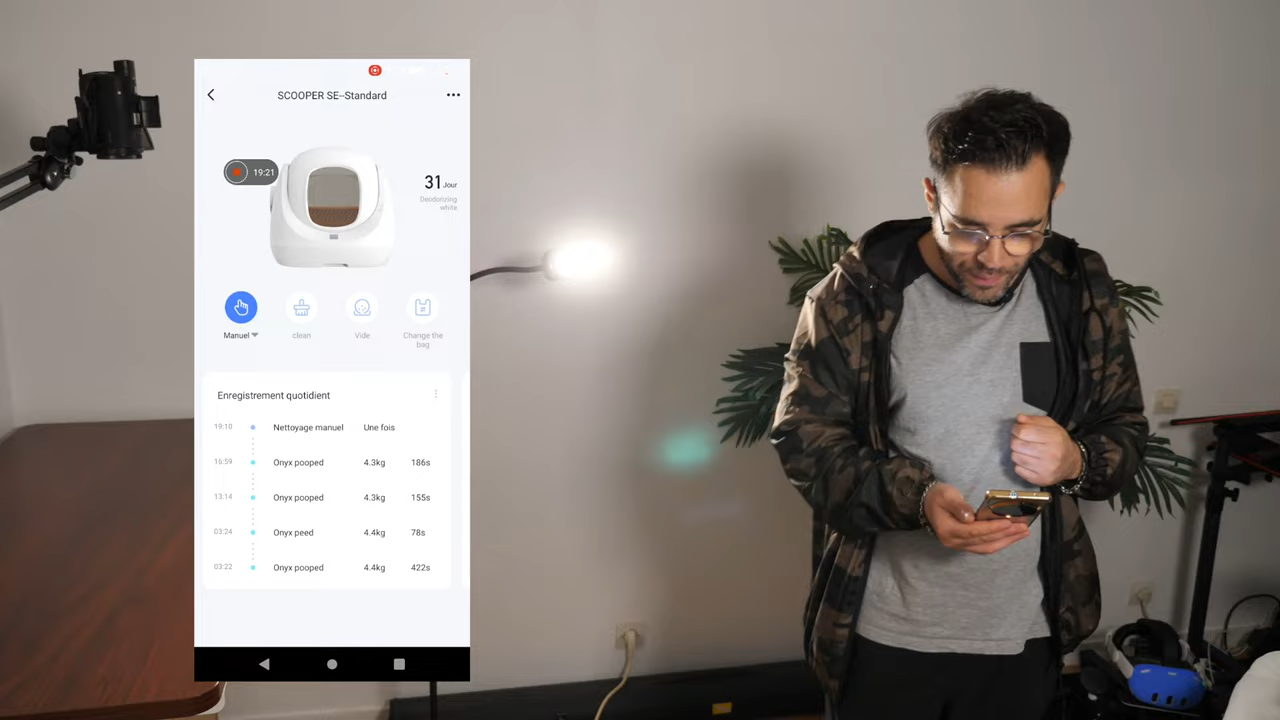 SCOOPER SE--Standard
19:21
31 Jour
Deodorizing
white
Manuel
clean
Vide
Change the
bag
Enregistrement quotidien
19:10 Nettoyage manuel Une fois
16:59 Onyx pooped 4.3kg 186s
13:14 Onyx pooped 4.3kg 155s
03:24 Onyx peed 4.4kg 78s
03:22 Onyx pooped 4.4kg 422s